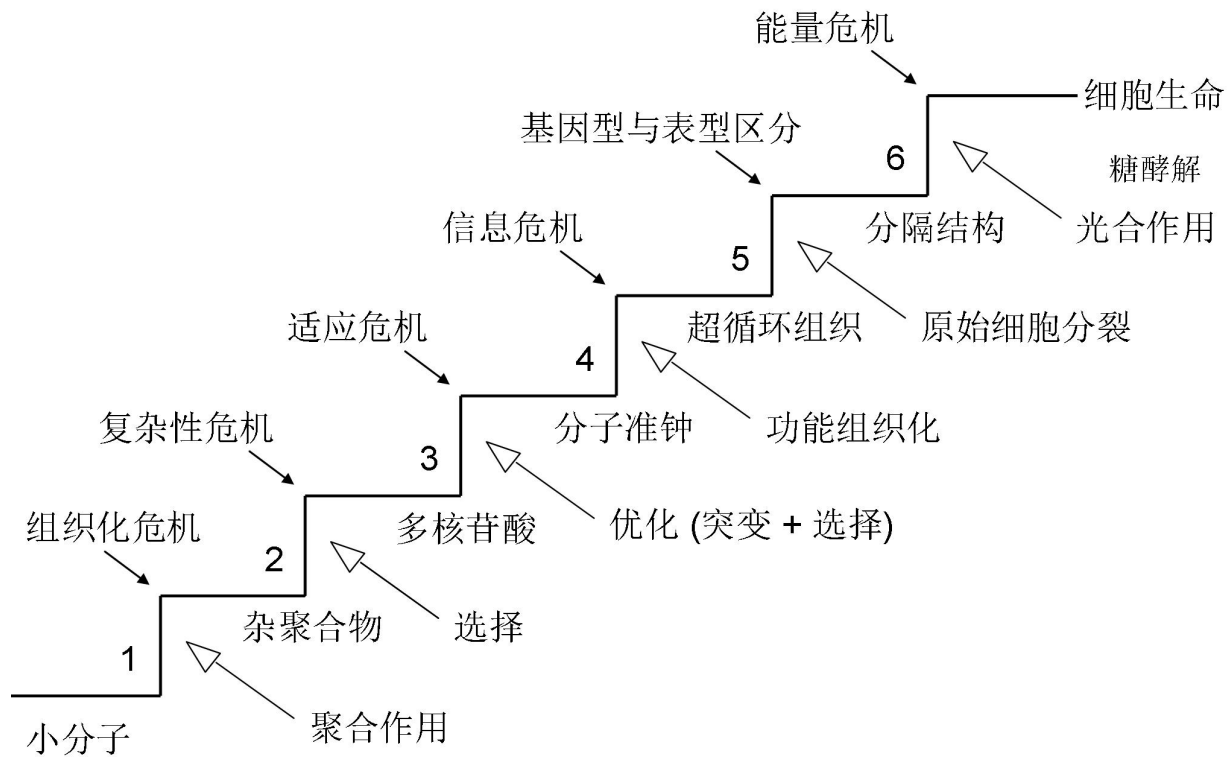 能量危机
细胞生命
基因型与表型区分
6
糖酵解
信息危机
5
分隔结构
光合作用
适应危机
4
超循环组织
原始细胞分裂
复杂性危机
3
分子准钟
功能组织化
组织化危机
2
多核苷酸
优化 (突变 + 选择)
1
杂聚合物
选择
小分子
聚合作用